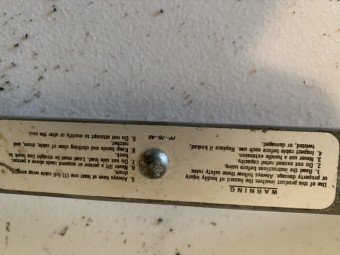 WARNING
Use of this product involves the hazard of bodily injury
or property damage. Always follow these safety rules:
1. Read the instructions before using.
2. Do not exceed rated capacity.
3. Never use a handle extension.
4. Inspect cable before each use. Replace if kinked,
twisted, or damaged.
5. Always have at least one (1) full cable wrap around
drum.
6. Do not side load. Load must be straight line hook to
hook.
7. Never lift person or suspend loads above a person.
8. Keep hands and clothing clear of cable, drum, and
ratchet.
9. Do not attempt to modify or alter the tool.